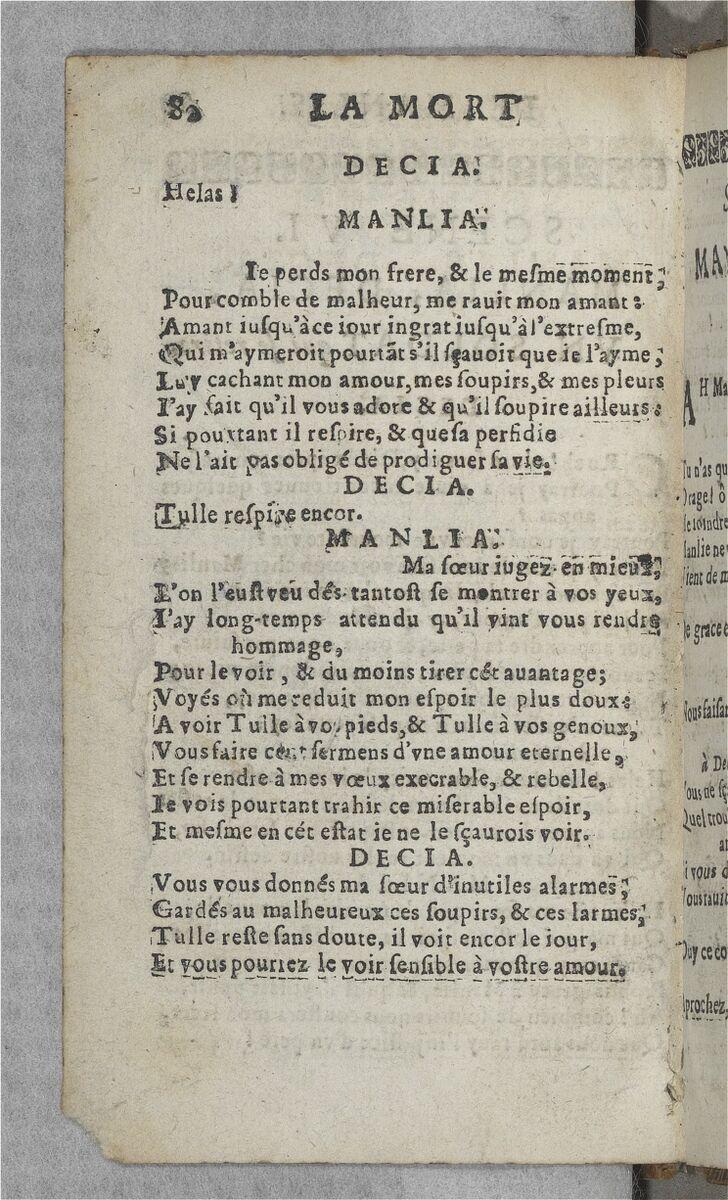 82 LA MORT
DECIA.
Helas!
MANLIA.
Ie perds mon frere, & le meſme moment,
Pour comble de malheur, me rauit mon amant:
Amant iuſqu'àce iour ingrat iuſqu'à l'extreſme,
Qui m'aymeroit pourtãt s'il ſçauoit que ie l'ayme;
Luy cachant mon amour, mes ſoupirs, & mes pleurs
I'ay fait qu'il vous adore & qu'il ſoupire ailleurs:
Si pourtant il reſpire, & que ſa perfidie
Ne l'ait pas obligé de prodiguer ſa vie.
DECIA.
Tulle reſpire encor.
MANLIA.
Ma ſœur iugez en mieux,
L'on l'euſt veu dés tantoſt ſe montrer à vos yeux,
I'ay long-temps attendu qu'il vint vous rendre
hommage,
Pour le voir, & du moins tirer cét auantage;
Voyés où me reduit mon eſpoir le plus doux:
A voir Tulle à vos pieds, & Tulle à vos genoux,
Vous faire cent ſermens d'vne amour eternelle,
Et ſe rendre à mes vœux execrable, & rebelle,
Ie vois pourtant trahir ce miſerable eſpoir,
Et meſme en cét eſtat ie ne le ſçaurois voir.
DECIA.
Vous vous donnés ma ſœur d'inutiles alarmes;
Gardés au malheureux ces ſoupirs, & ces larmes;
Tulle reſte ſans doute, il voit encor le iour,
Et vous pourrez le voir ſenſible à voſtre amour.